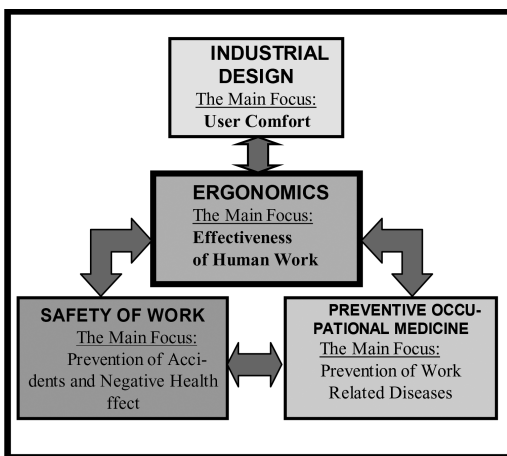 INDUSTRIAL
DESIGN
The Main Focus:
User Comfort
ERGONOMICS
The Main Focus:
Effectiveness
of Human Work
SAFETY OF WORK
The Main Focus:
Prevention of Acci-
dents and Negative Health
ffect
PREVENTIVE OCCU-
PATIONAL MEDICINE
The Main Focus:
Prevention of Work
Related Diseases